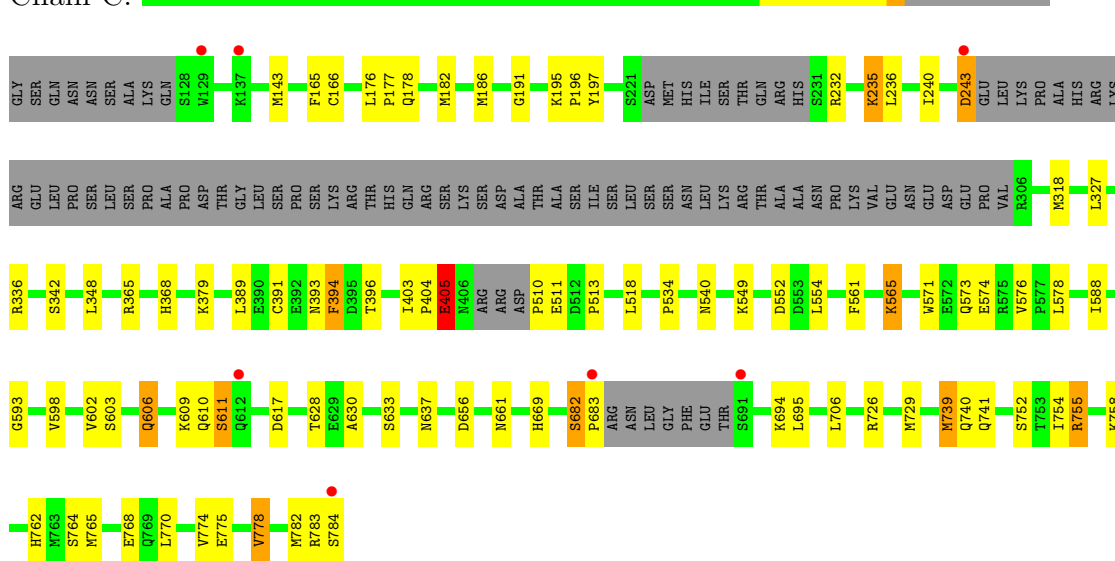 GLY SER GLN ASN ASN SER ALA LYS GLN S128 W129 K137 M143 F165 C166 L176 P177 Q178 M182 M186 G191 K195 P196 Y197 S221 ASP MET HIS ILE SER THR GLN ARG HIS S231 R232 K235 L236 I240 D243 GLU LEU LYS PRO ALA HIS ARG LYS
ARG GLU LEU PRO SER LEU SER PRO ALA PRO ASP THR GLY LEU SER PRO SER LYS ARG THR HIS GLN ARG SER LYS SER ASP ALA THR ALA SER ILE SER LEU SER SER ASN LEU LYS ARG THR ALA ALA ASN PRO LYS VAL GLU ASN GLU ASP GLU PRO VAL R306 M318 L327
R336 S342 L348 R365 H368 K379 L389 E390 C391 E392 N393 F394 D395 T396 I403 P404 E405 N406 ARG ARG ASP P510 E511 D512 P513 L518 P534 N540 K549 D552 D553 L554 F561 K565 W571 E572 Q573 E574 R575 V576 P577 L578 I588
G593 V598 V602 S603 Q606 K609 Q610 S611 Q612 D617 T628 E629 A630 S633 N637 D656 N661 H669 S682 P683 ARG ASN LEU GLY PHE GLU THR S691 K694 L695 L706 R726 M729 M739 Q740 Q741 S752 T753 I754 R755 K758
H762 M763 S764 M765 E768 Q769 L770 V774 E775 V778 M782 R783 S784